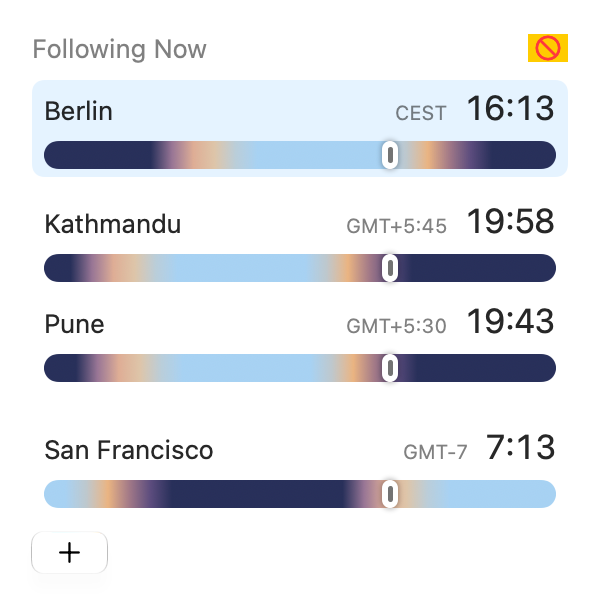 Following Now
Berlin CEST 16:13
Kathmandu GMT+5:45 19:58
Pune GMT+5:30 19:43
San Francisco GMT-7 7:13
+